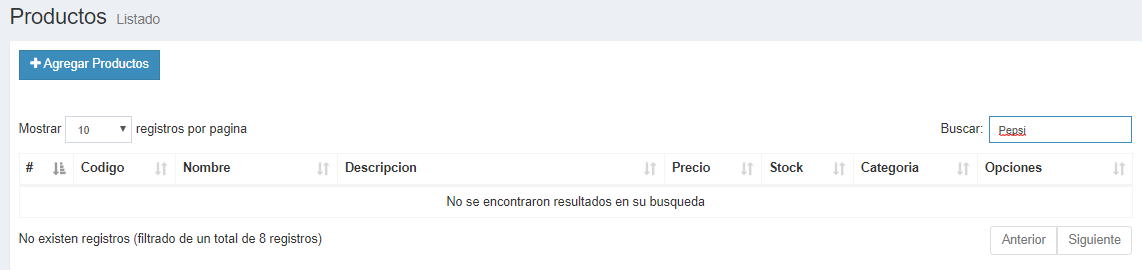 Productos Listado
Agregar Productos
Mostrar 10 registros por pagina Buscar: Pepsi
# Codigo Nombre Descripcion Precio Stock Categoria Opciones
No se encontraron resultados en su busqueda
No existen registros (filtrado de un total de 8 registros) Anterior Siguiente